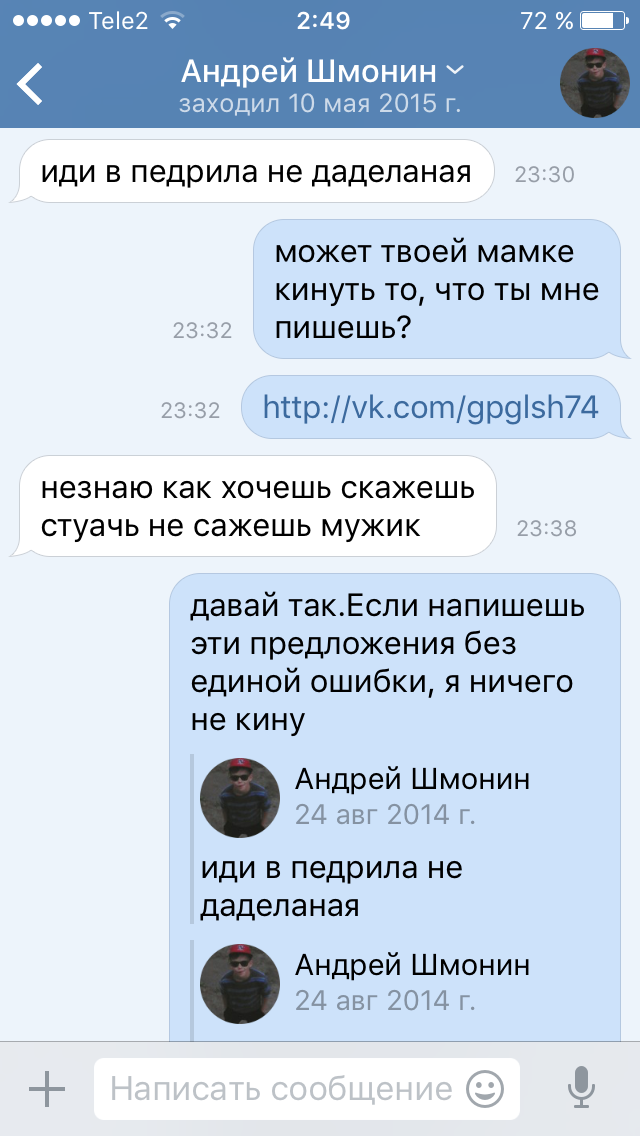 Tele2 2:49 72 %
Андрей Шмонин
заходил 10 мая 2015 г.
иди в педрила не даделаная 23:30
может твоей мамке
кинуть то, что ты мне
пишешь?
23:32
23:32 http://vk.com/gpglsh74
незнаю как хочешь скажешь
стуачь не сажешь мужик 23:38
давай так.Если напишешь
эти предложения без
единой ошибки, я ничего
не кину
Андрей Шмонин
24 авг 2014 г.
иди в педрила не
даделаная
Андрей Шмонин
24 авг 2014 г.
Написать сообщение